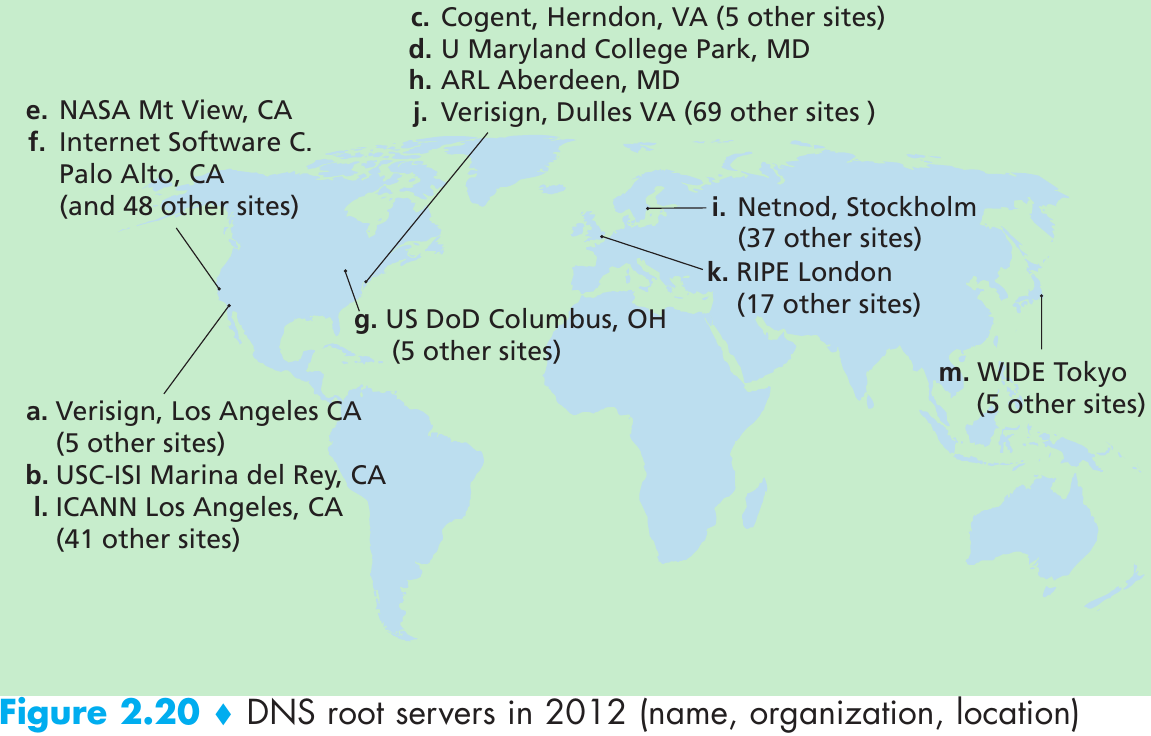 c. Cogent, Herndon, VA (5 other sites)
d. U Maryland College Park, MD
h. ARL Aberdeen, MD
j. Verisign, Dulles VA (69 other sites )
e. NASA Mt View, CA
f. Internet Software C.
Palo Alto, CA
(and 48 other sites)
i. Netnod, Stockholm
(37 other sites)
k. RIPE London
(17 other sites)
g. US DoD Columbus, OH
(5 other sites)
m. WIDE Tokyo
(5 other sites)
a. Verisign, Los Angeles CA
(5 other sites)
b. USC-ISI Marina del Rey, CA
l. ICANN Los Angeles, CA
(41 other sites)
Figure 2.20 ♦ DNS root servers in 2012 (name, organization, location)